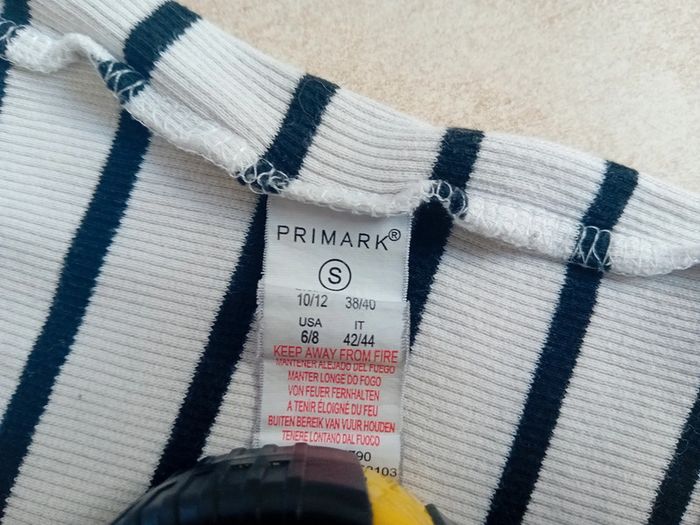 PRIMARK®
S
10/12 38/40
USA IT
6/8 42/44
KEEP AWAY FROM FIRE
MANTENER ALEJADO DEL FUEGO
MANTER LONGE DO FOGO
VON FEUER FERNHALTEN
A TENIR ÉLOIGNÉ DU FEU
BUITEN BEREIK VAN VUUR HOUDEN
TENERE LONTANO DAL FUOCO
790
3103